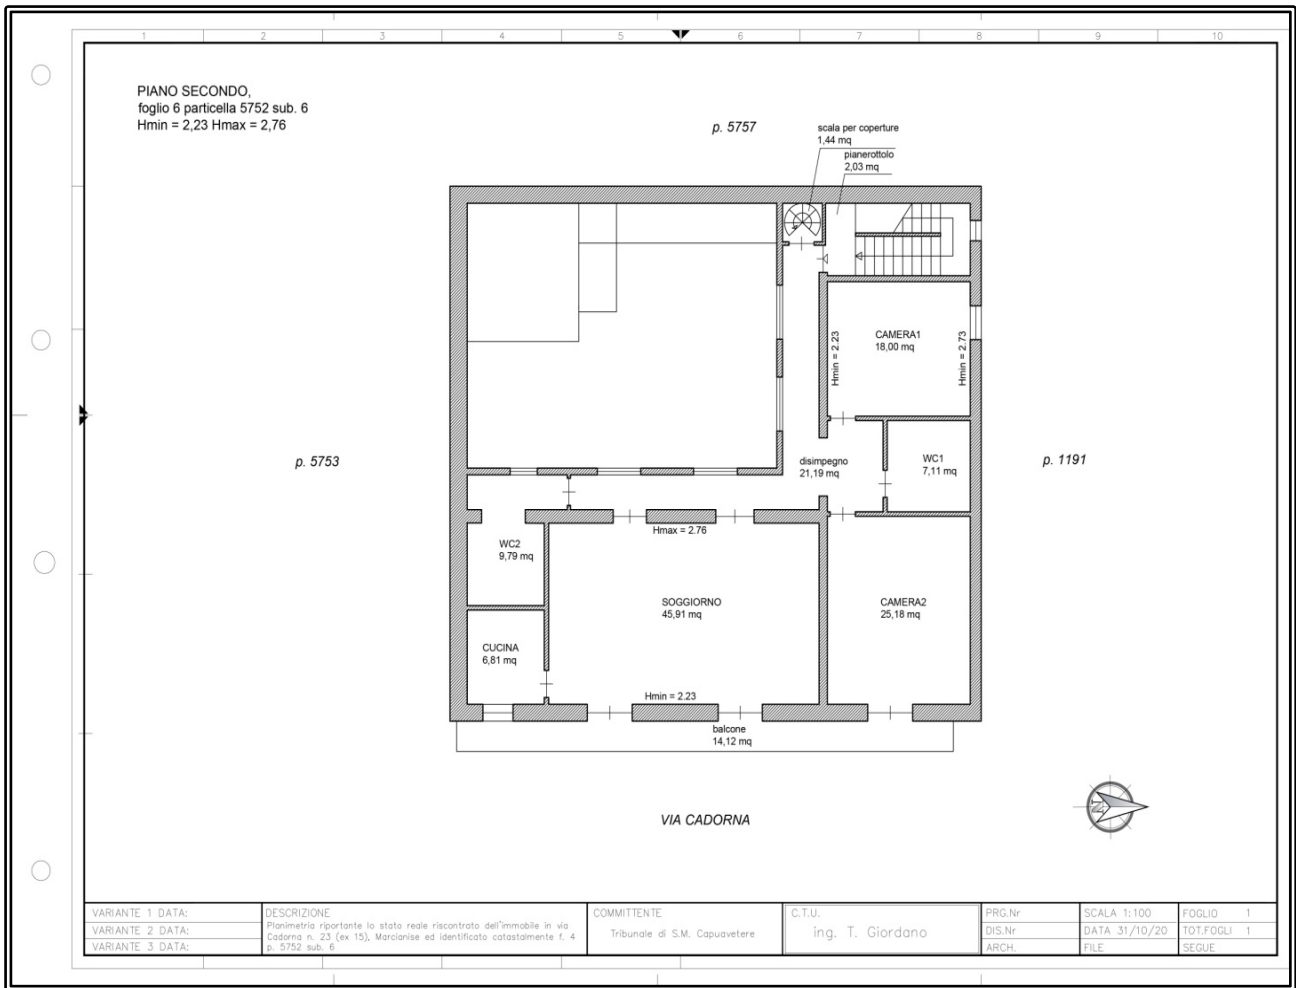 1 2 3 4 5 6 7 8 9 10
PIANO SECONDO,
foglio 6 particella 5752 sub. 6
Hmin = 2,23 Hmax = 2,76
p. 5757
scala per coperture
1,44 mq
pianerottolo
2,03 mq
CAMERA1
18,00 mq
Hmin = 2.23
Hmin = 2.73
p. 5753
disimpegno
21,19 mq
WC1
7,11 mq
p. 1191
Hmax = 2.76
WC2
9,79 mq
SOGGIORNO
45,91 mq
CAMERA2
25,18 mq
CUCINA
6,81 mq
Hmin = 2.23
balcone
14,12 mq
VIA CADORNA
N
VARIANTE 1 DATA:
VARIANTE 2 DATA:
VARIANTE 3 DATA:
DESCRIZIONE
Planimetria riportante lo stato reale riscontrato dell'immobile in via
Cadorna n. 23 (ex 15), Marcianise ed identificato catastalmente f. 4
p. 5752 sub. 6
COMMITTENTE
Tribunale di S.M. Capuavetere
C.T.U.
ing. T. Giordano
PRG.Nr
DIS.Nr
ARCH.
SCALA 1:100
DATA 31/10/20
FILE
FOGLIO 1
TOT.FOGLI 1
SEGUE